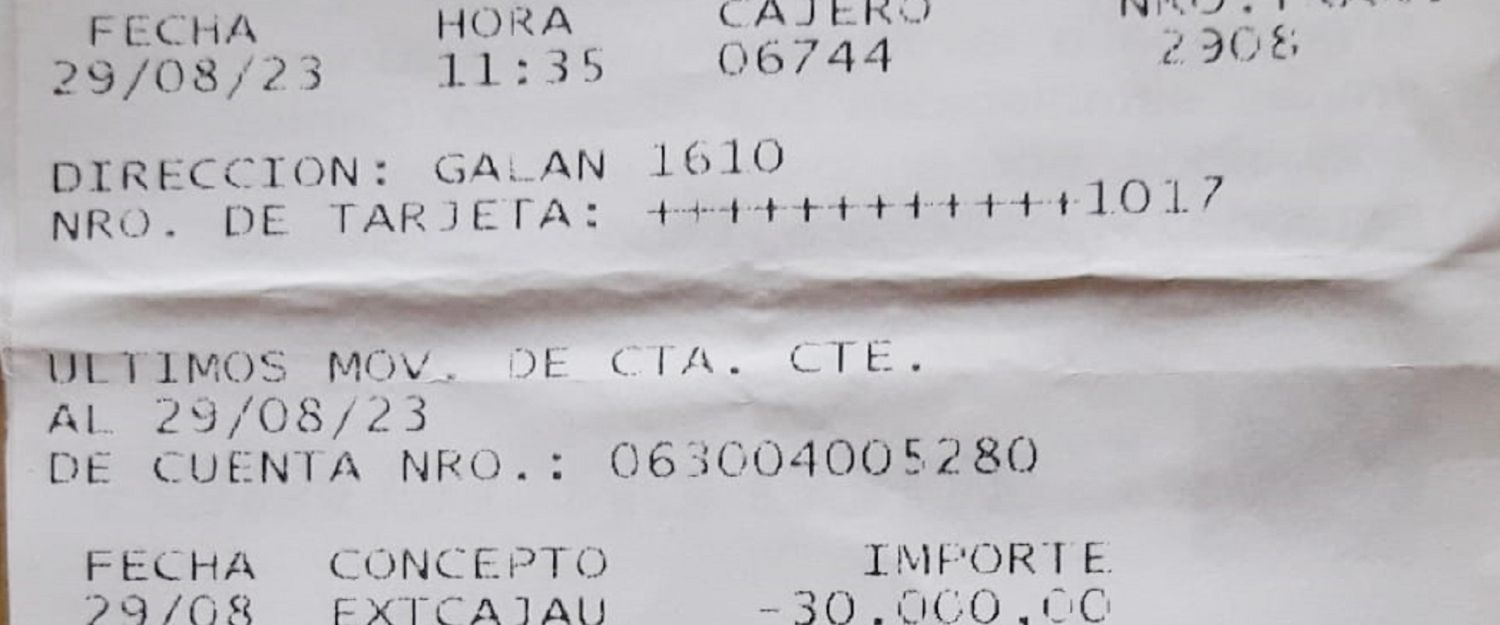 FECHA HORA CAJERO
29/08/23 11:35 06744 2908
DIRECCION: GALAN 1610
NRO. DE TARJETA: ++++++++++++1017
ULTIMOS MOV. DE CTA. CTE.
AL 29/08/23
DE CUENTA NRO.: 063004005280
FECHA CONCEPTO IMPORTE
29/08 EXTCAJAU -30.000,00